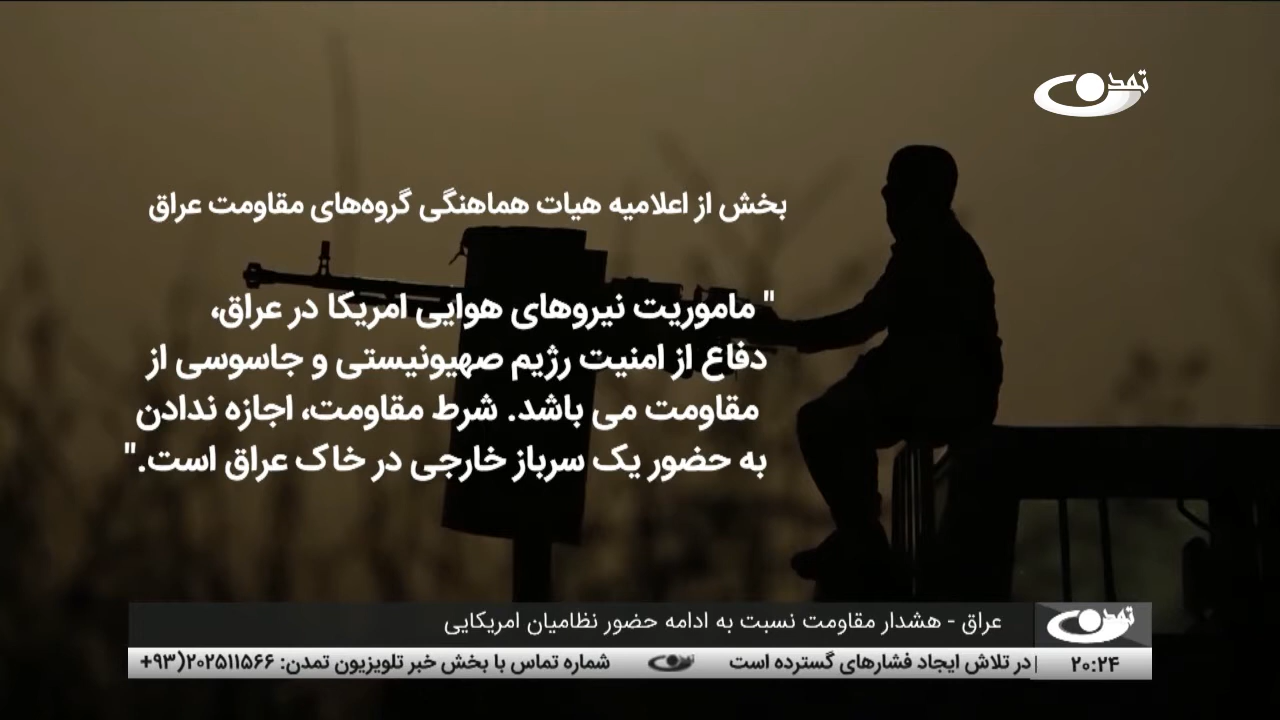 تمدن
بخش از اعلامیه هیات هماهنگی گروه‌های مقاومت عراق
" ماموریت نیروهای هوایی امریکا در عراق،
دفاع از امنیت رژیم صهیونیستی و جاسوسی از
مقاومت می باشد. شرط مقاومت، اجازه ندادن
به حضور یک سرباز خارجی در خاک عراق است."
عراق - هشدار مقاومت نسبت به ادامه حضور نظامیان امریکایی
تمدن
۲۰:۲۴
در تلاش ایجاد فشارهای گسترده است
شماره تماس با بخش خبر تلویزیون تمدن: ۲۰۲۵۱۱۵۶۶(۹۳+